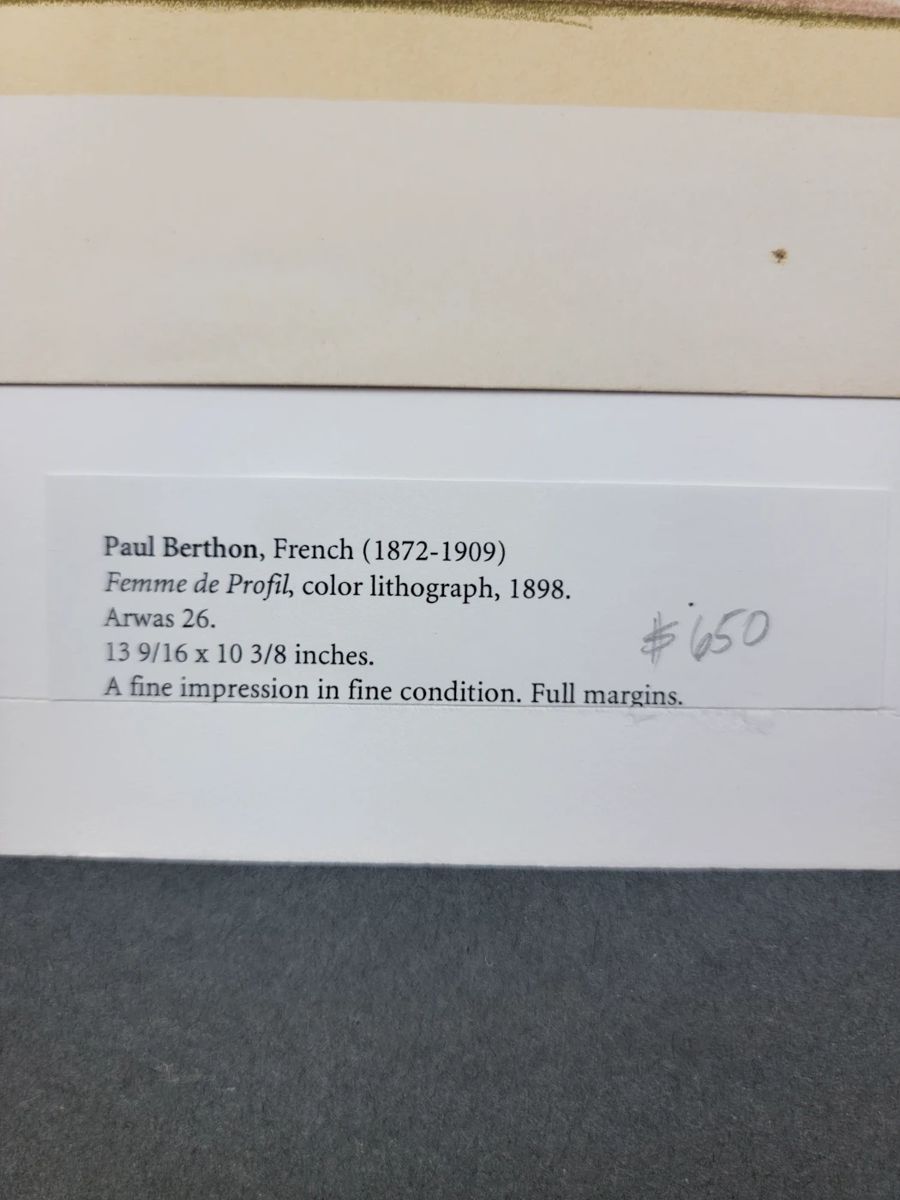 Paul Berthon, French (1872-1909)
Femme de Profil, color lithograph, 1898.
Arwas 26.
$650
13 9/16 x 10 3/8 inches.
A fine impression in fine condition. Full margins.